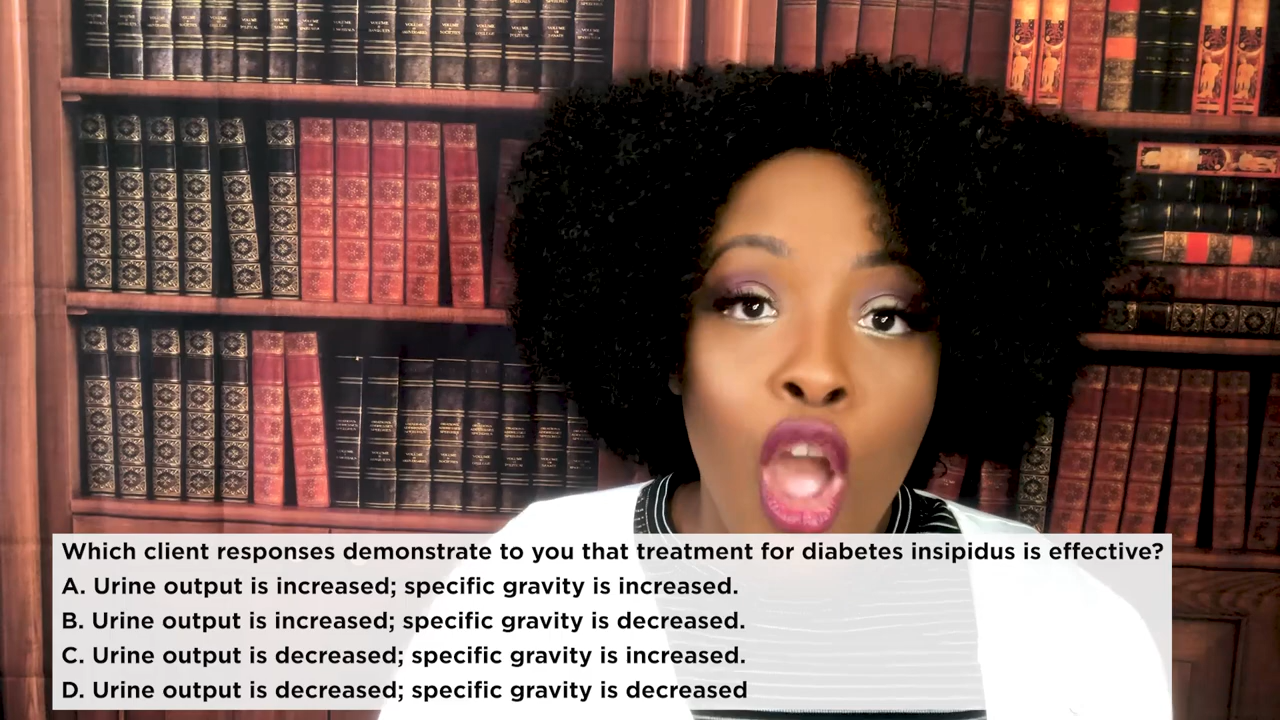 Which client responses demonstrate to you that treatment for diabetes insipidus is effective?
A. Urine output is increased; specific gravity is increased.
B. Urine output is increased; specific gravity is decreased.
C. Urine output is decreased; specific gravity is increased.
D. Urine output is decreased; specific gravity is decreased